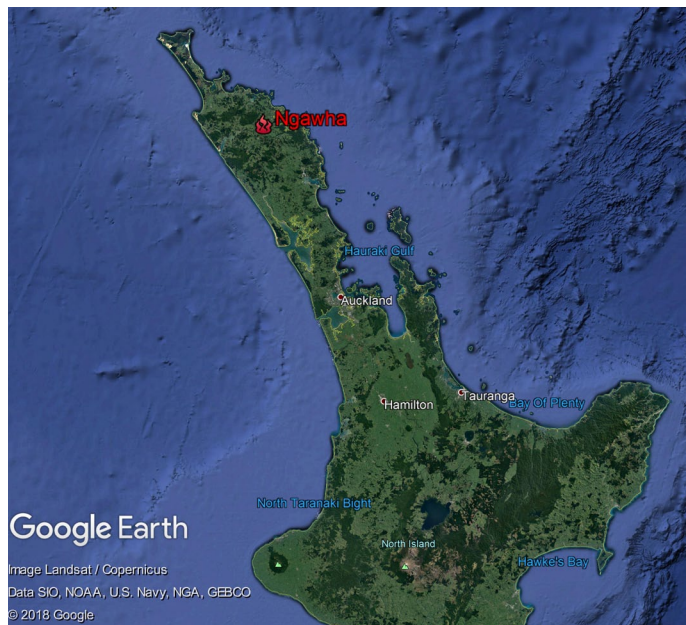 Ngawha
Hauraki Gulf
Auckland
Tauranga
Hamilton
Bay Of Plenty
North Taranaki Bight
Google Earth
North Island
Hawke's Bay
Image Landsat / Copernicus
Data SIO, NOAA, U.S. Navy, NGA, GEBCO
© 2018 Google